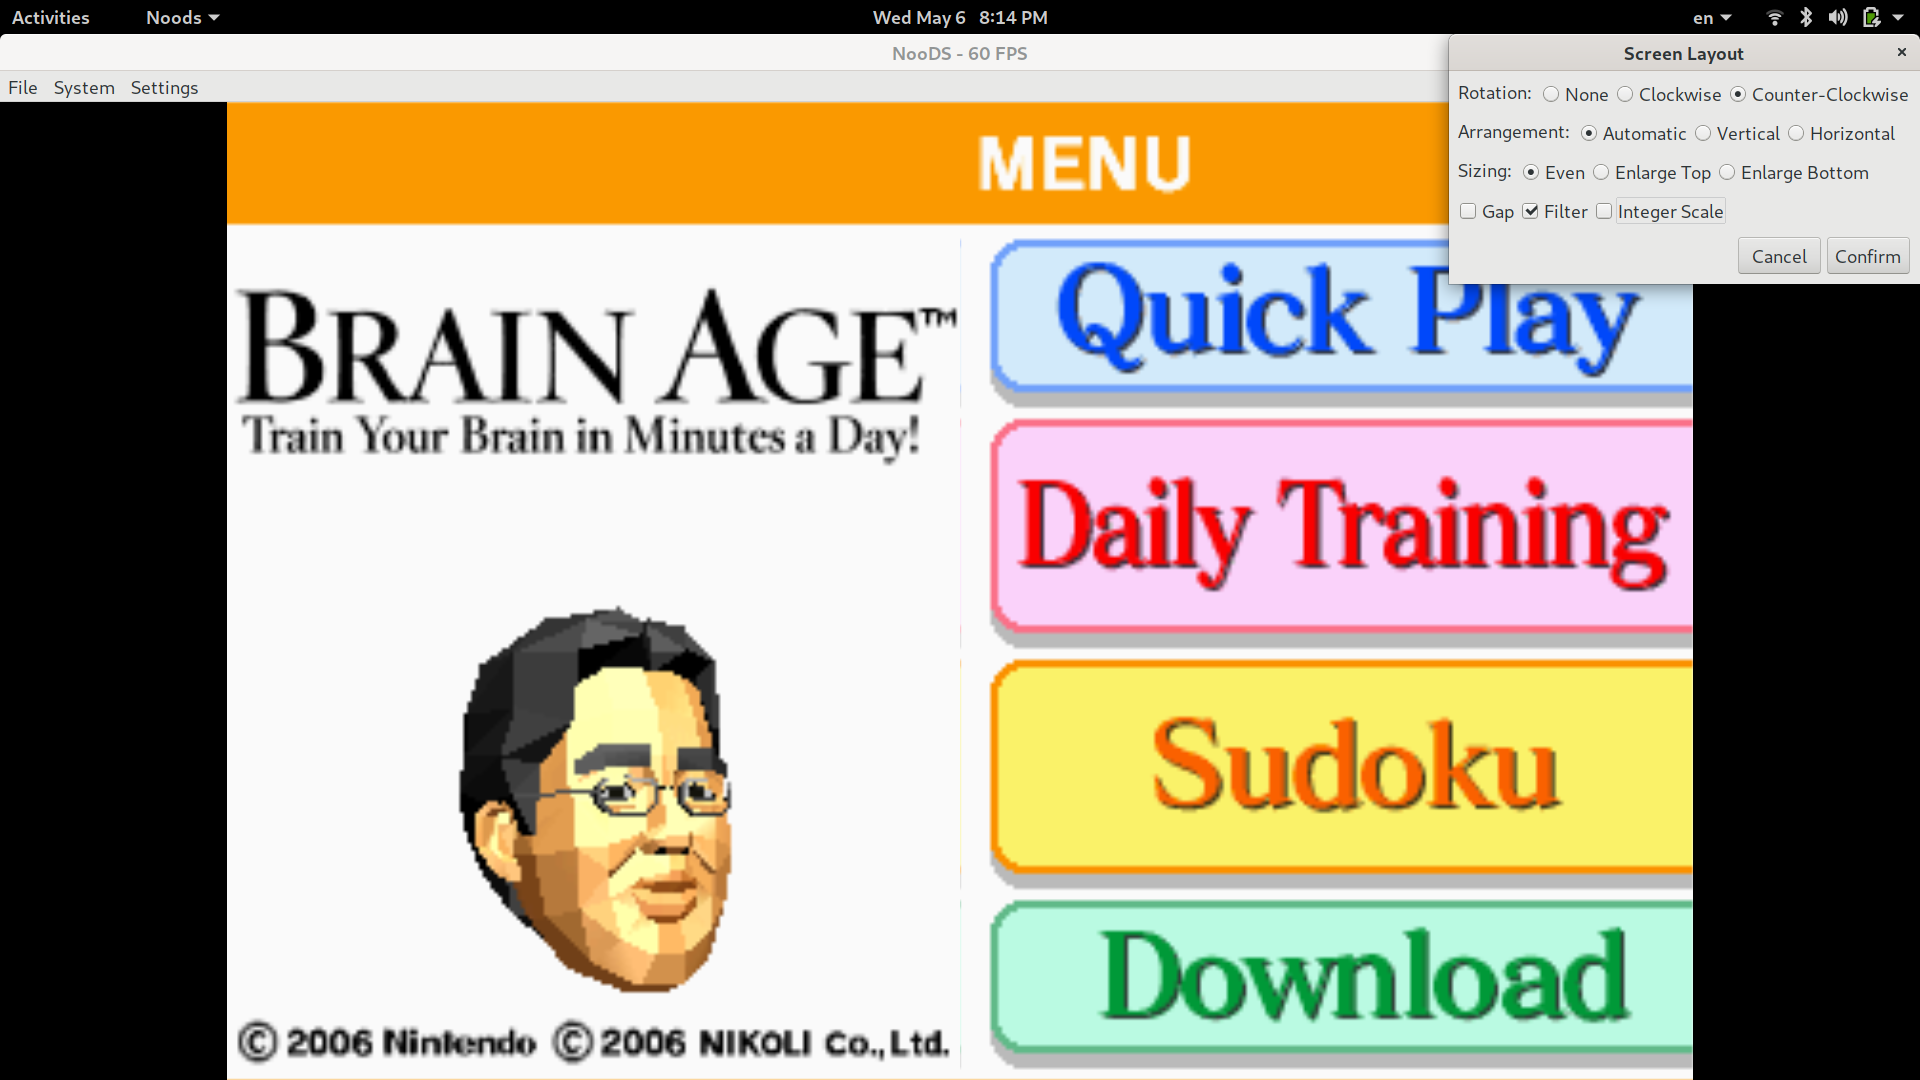 Activities Noods Wed May 6 8:14 PM en
NooDS - 60 FPS
File System Settings
Screen Layout
Rotation: None Clockwise Counter-Clockwise
Arrangement: Automatic Vertical Horizontal
Sizing: Even Enlarge Top Enlarge Bottom
Gap Filter Integer Scale
Cancel Confirm
MENU
BRAIN AGE™
Train Your Brain in Minutes a Day!
© 2006 Nintendo © 2006 NIKOLI Co., Ltd.
Quick Play
Daily Training
Sudoku
Download